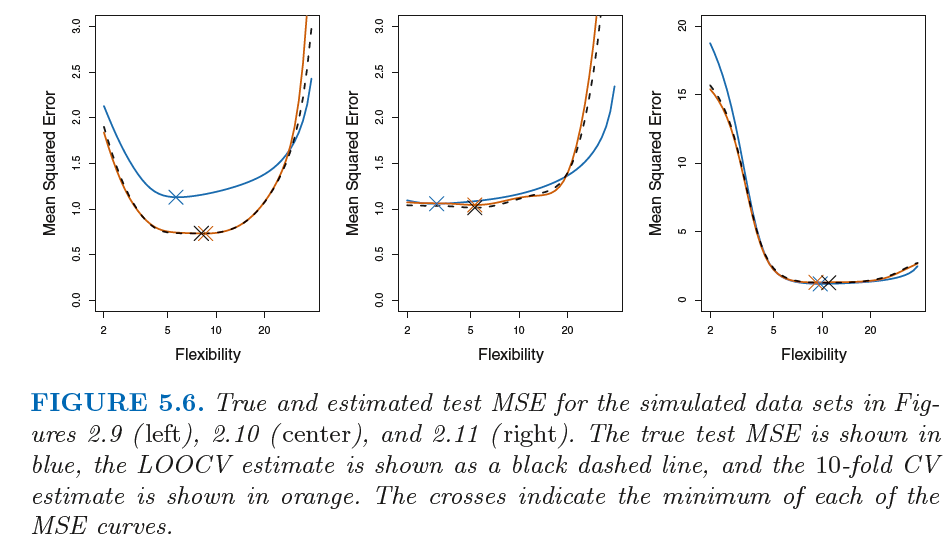 3.0
2.5
2.0
1.5
1.0
0.5
0.0
Mean Squared Error
2 5 10 20
Flexibility
3.0
2.5
2.0
1.5
1.0
0.5
0.0
Mean Squared Error
2 5 10 20
Flexibility
20
15
10
5
0
Mean Squared Error
2 5 10 20
Flexibility
FIGURE 5.6. True and estimated test MSE for the simulated data sets in Fig-
ures 2.9 (left), 2.10 (center), and 2.11 (right). The true test MSE is shown in
blue, the LOOCV estimate is shown as a black dashed line, and the 10-fold CV
estimate is shown in orange. The crosses indicate the minimum of each of the
MSE curves.